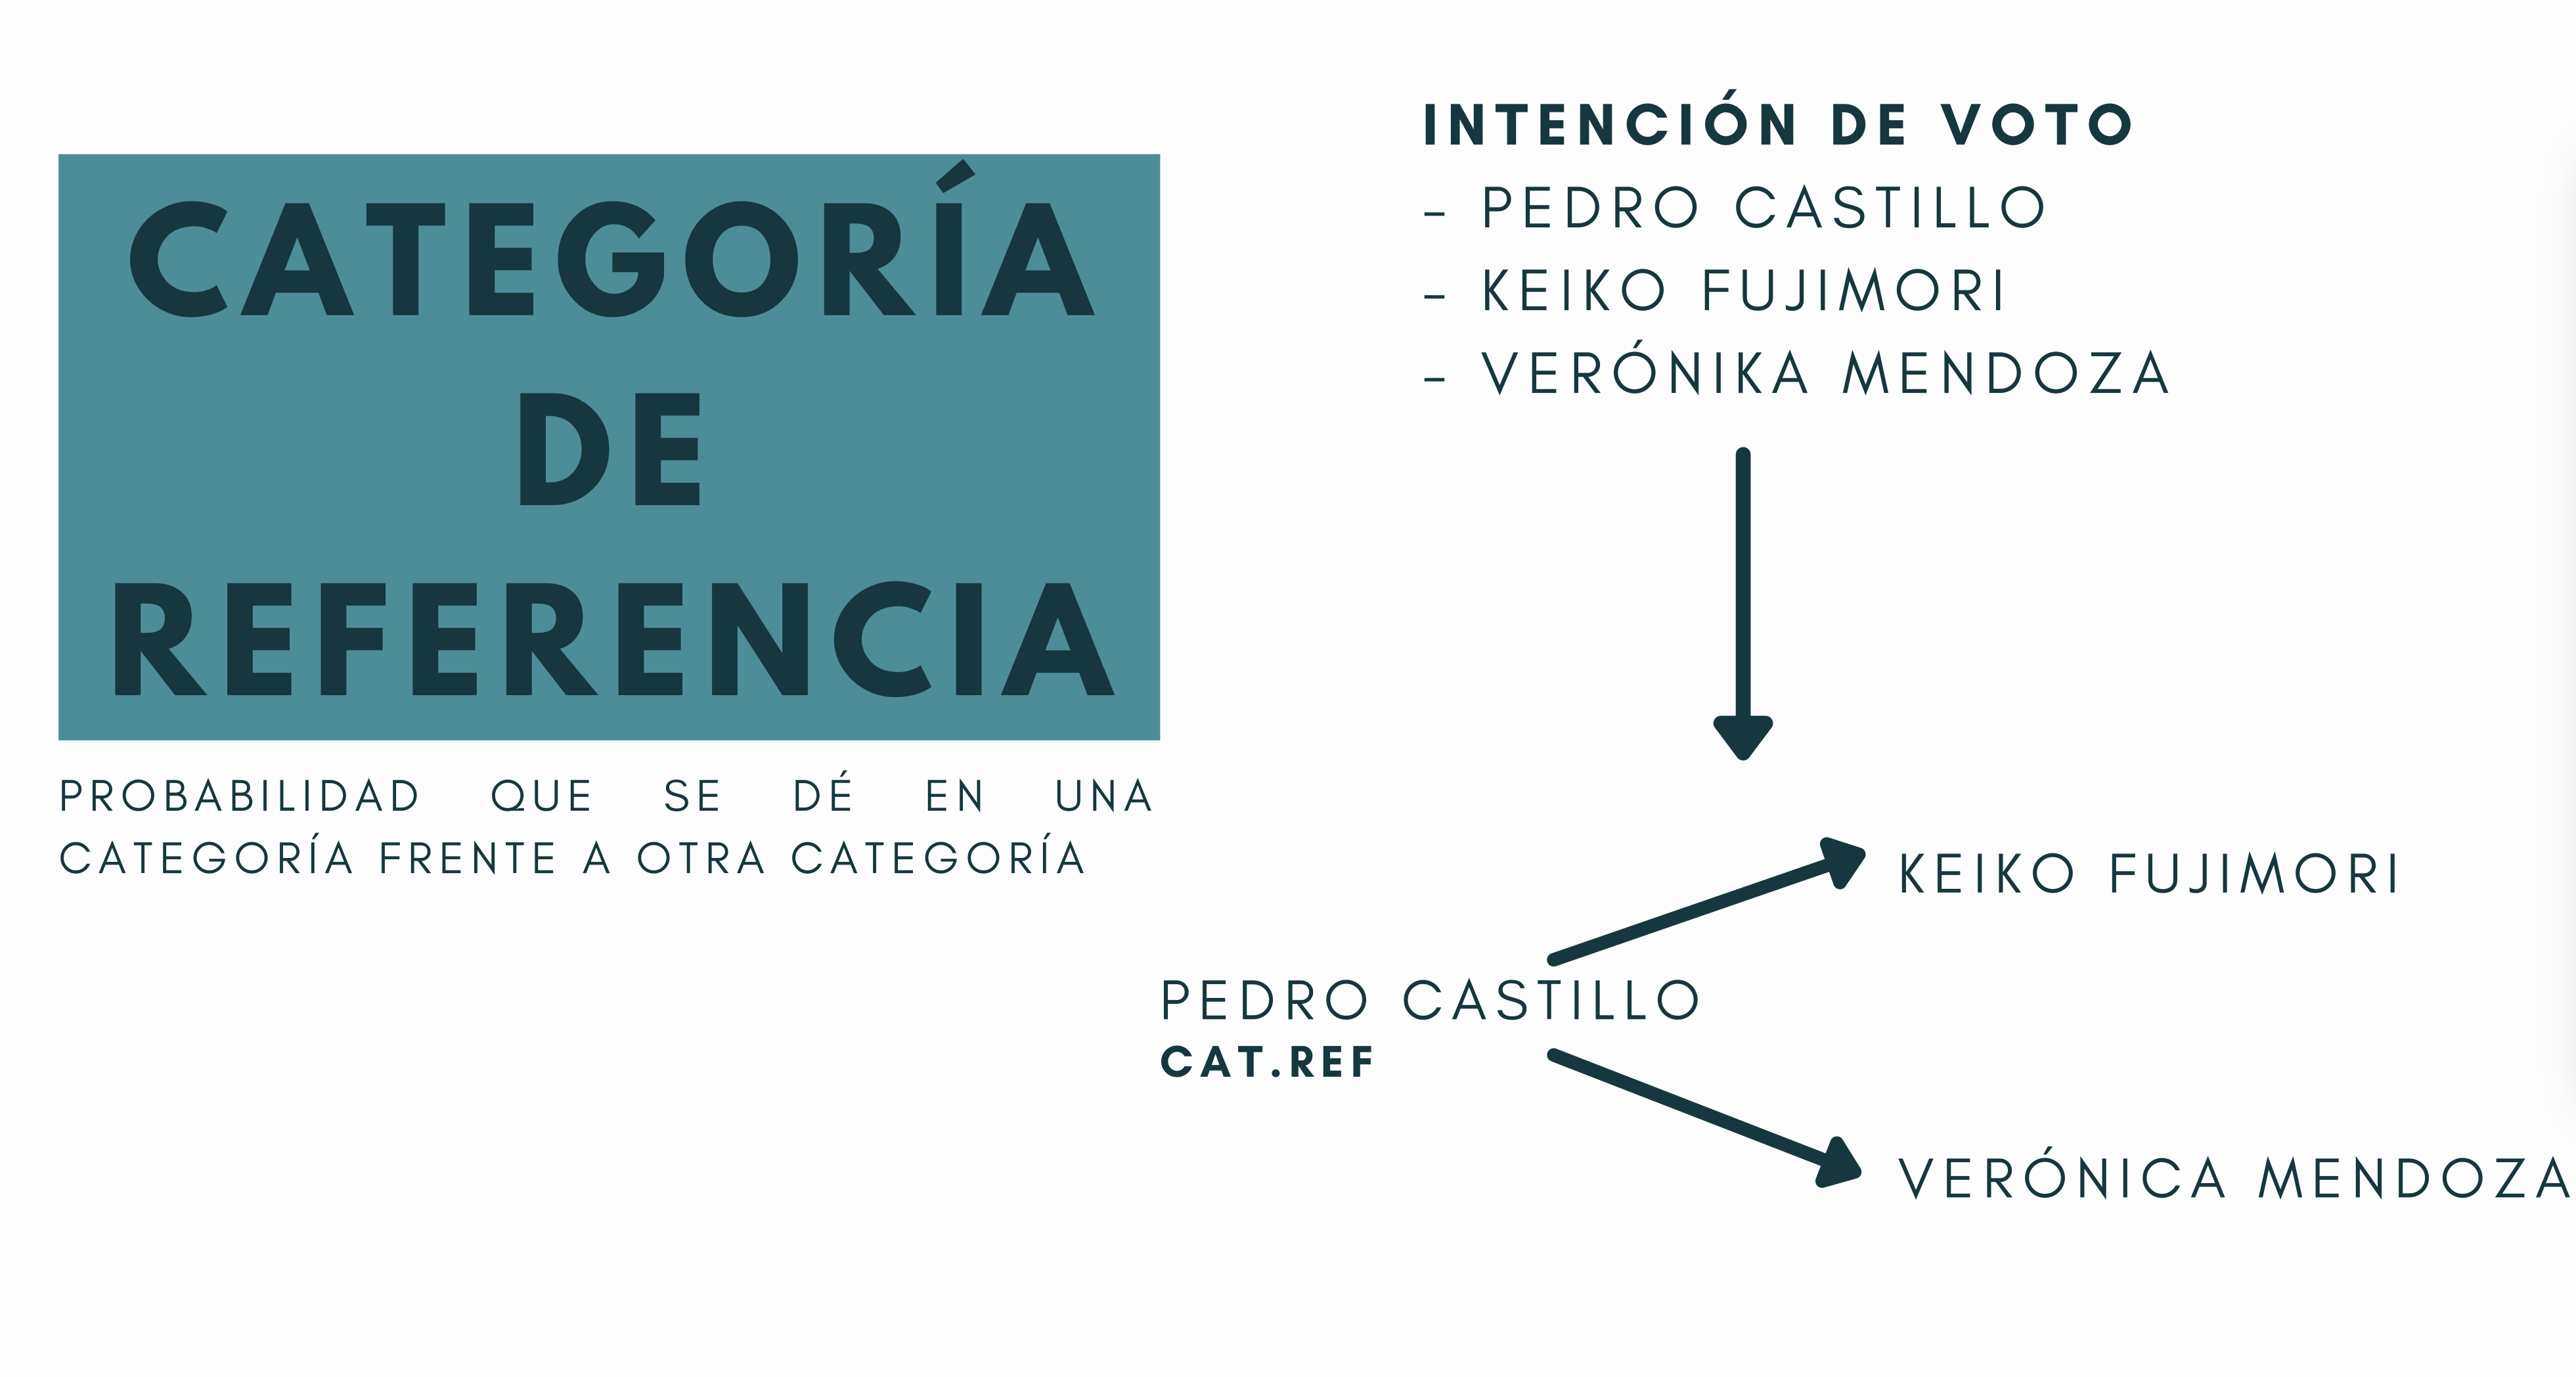 CATEGORÍA
DE
REFERENCIA
PROBABILIDAD QUE SE DÉ EN UNA
CATEGORÍA FRENTE A OTRA CATEGORÍA
INTENCIÓN DE VOTO
- PEDRO CASTILLO
- KEIKO FUJIMORI
- VERÓNIKA MENDOZA
KEIKO FUJIMORI
PEDRO CASTILLO
CAT.REF
VERÓNICA MENDOZA